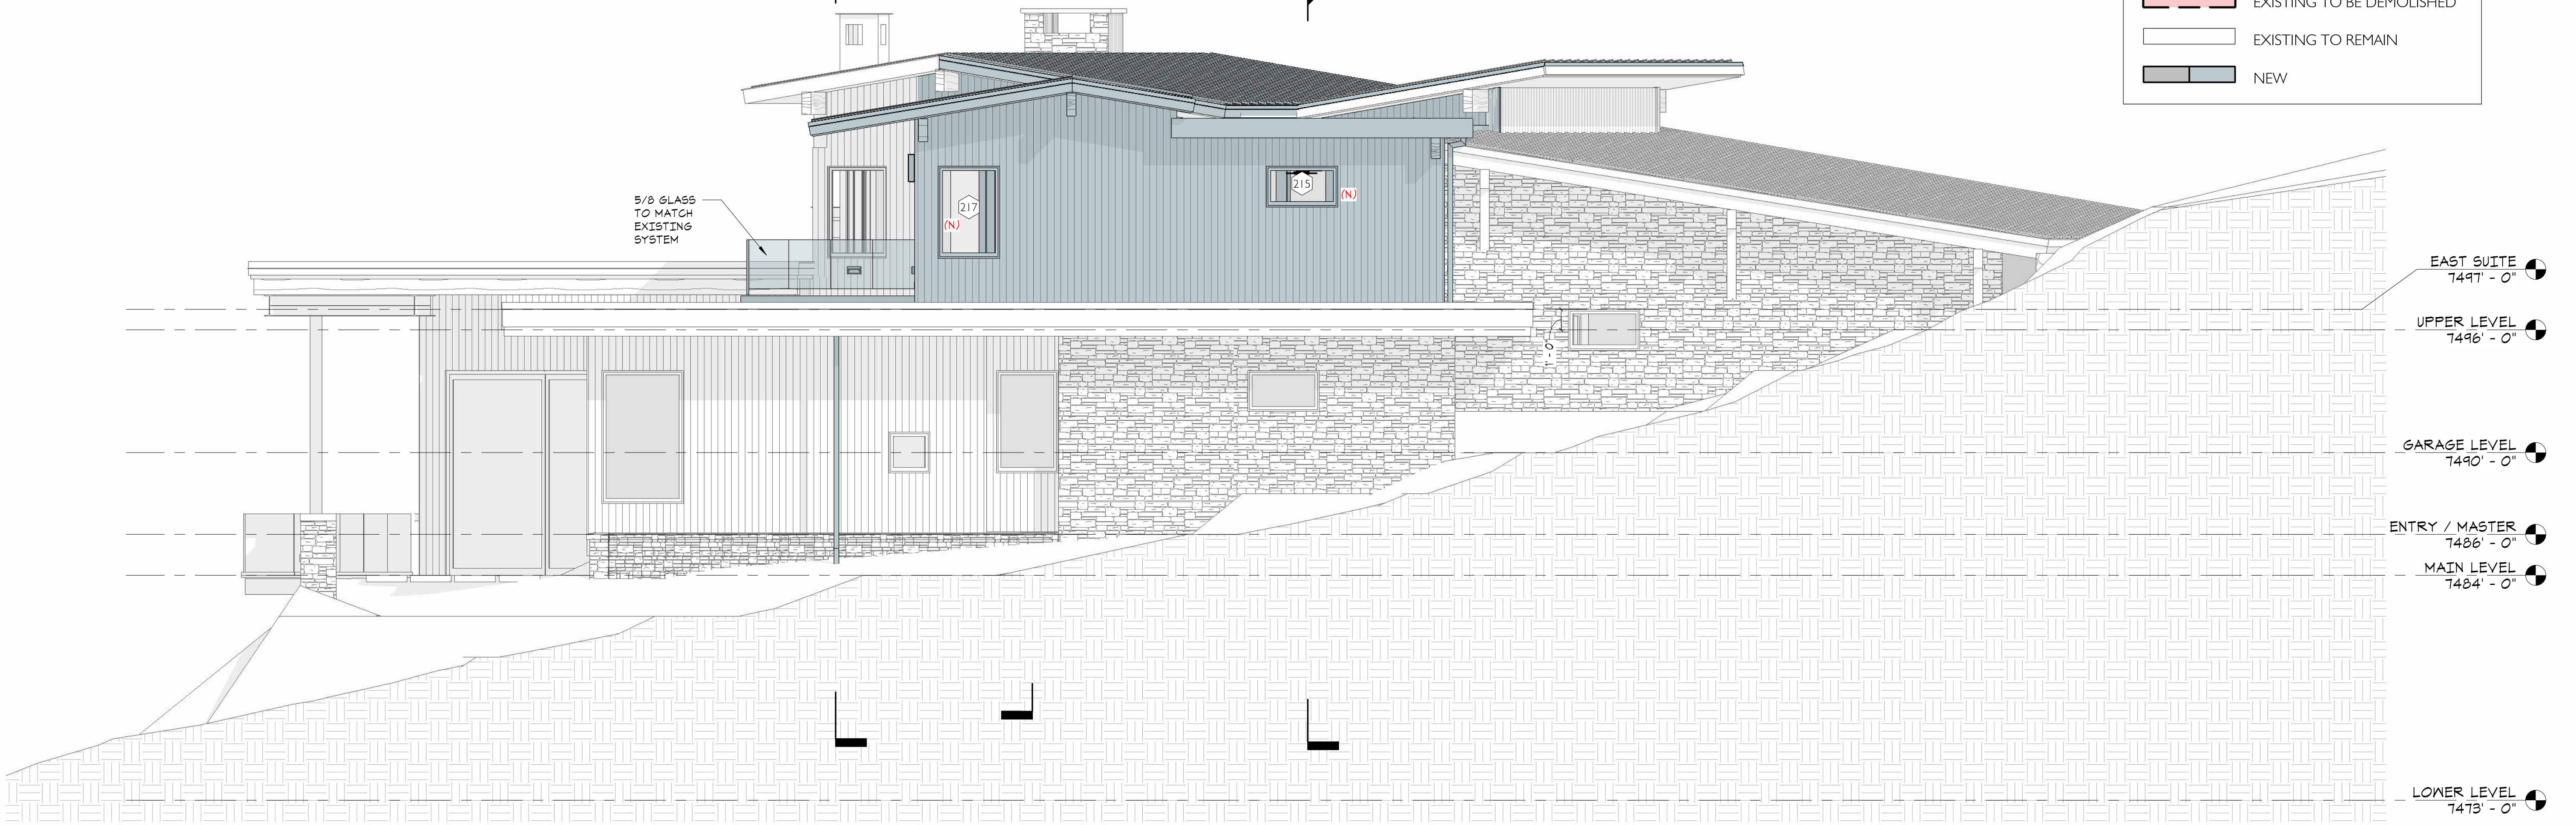 EXISTING TO BE DEMOLISHED
EXISTING TO REMAIN
NEW
5/8 GLASS
TO MATCH
EXISTING
SYSTEM
217
(N)
215
(N)
1' - 0"
EAST SUITE
7497' - 0"
UPPER LEVEL
7496' - 0"
GARAGE LEVEL
7490' - 0"
ENTRY / MASTER
7486' - 0"
MAIN LEVEL
7484' - 0"
LOWER LEVEL
7473' - 0"